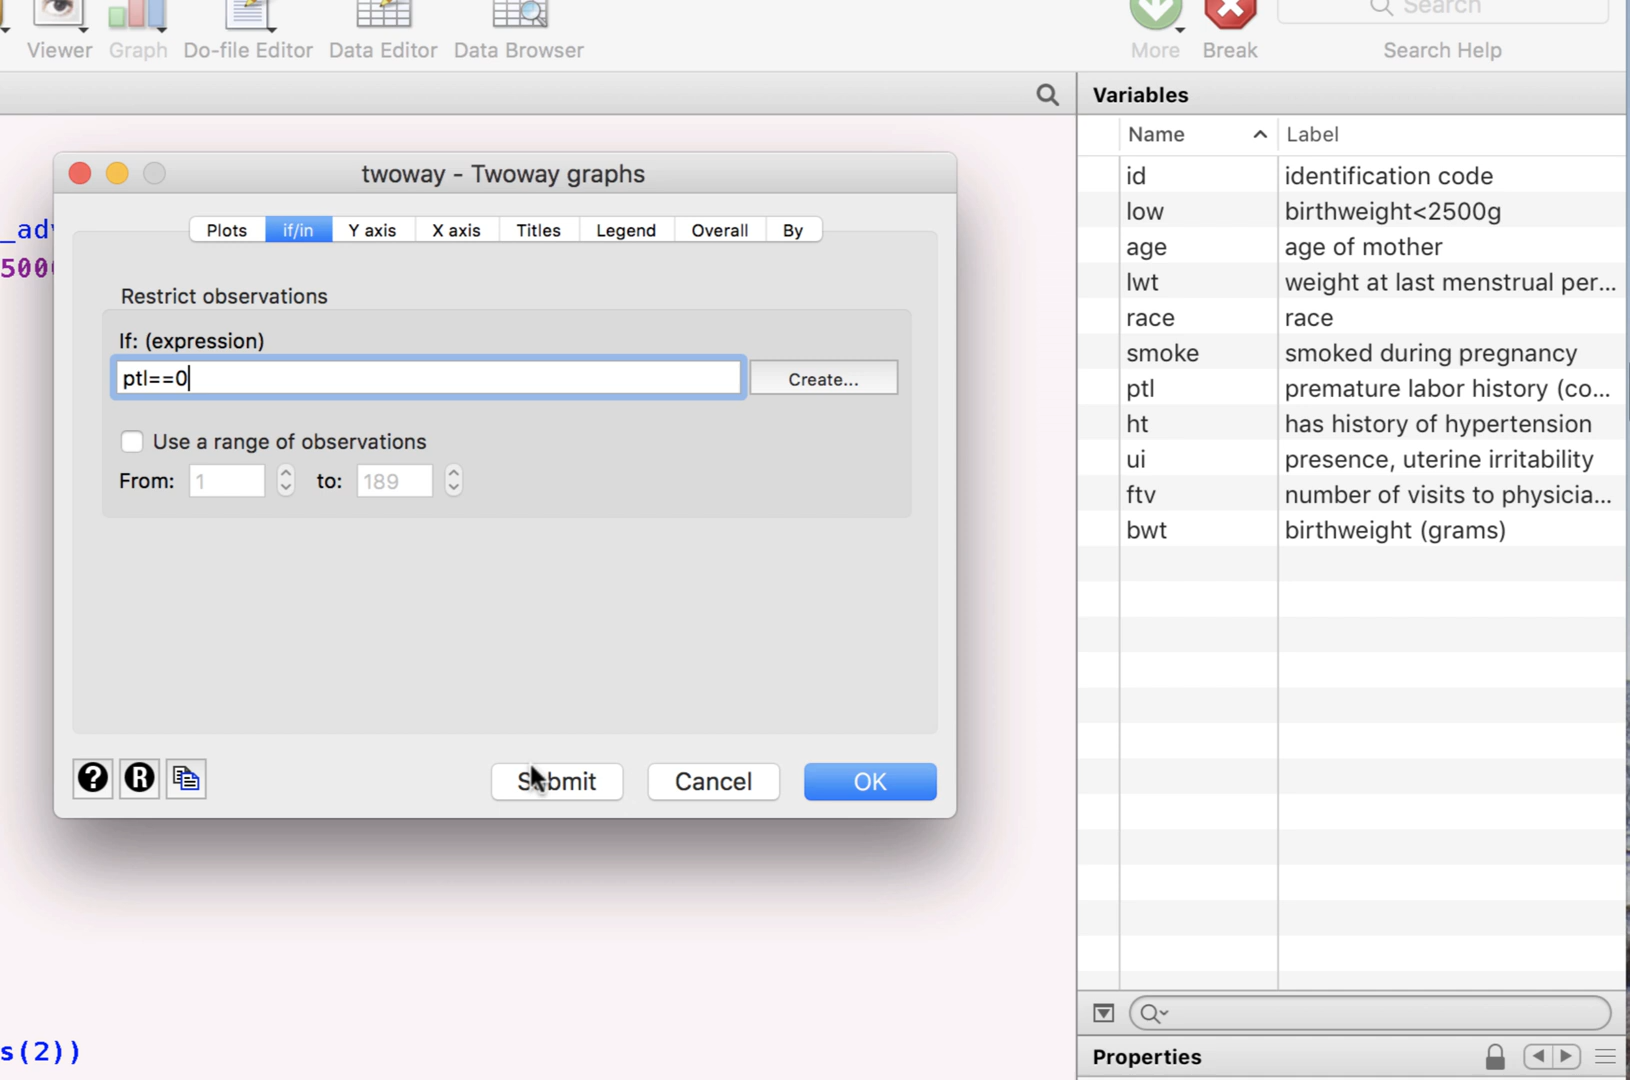 Viewer Graph Do-file Editor Data Editor Data Browser More Break Search
Search Help
Variables
Name Label
id identification code
low birthweight<2500g
age age of mother
lwt weight at last menstrual per...
race race
smoke smoked during pregnancy
ptl premature labor history (co...
ht has history of hypertension
ui presence, uterine irritability
ftv number of visits to physicia...
bwt birthweight (grams)
Properties
twoway - Twoway graphs
Plots if/in Y axis X axis Titles Legend Overall By
Restrict observations
If: (expression)
ptl==0
Create...
Use a range of observations
From: 1 to: 189
? R Submit Cancel OK
s(2))